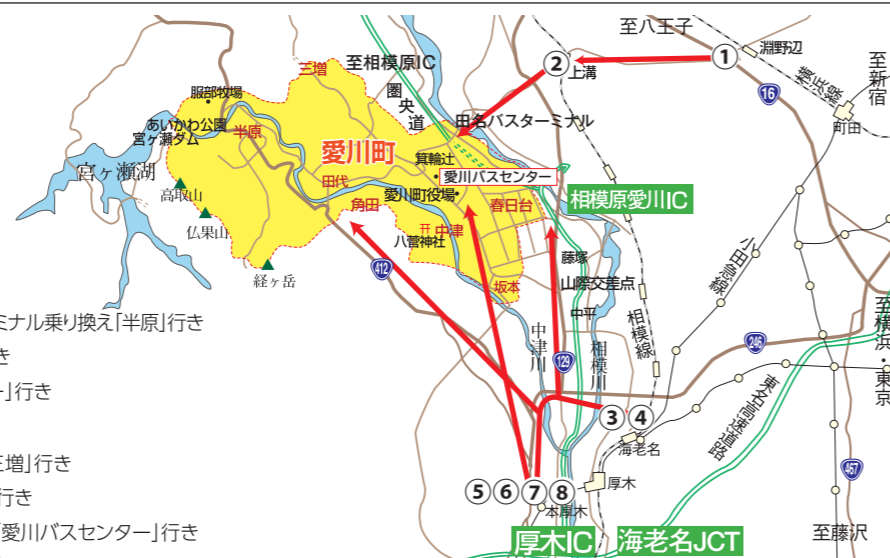 至八王子
淵野辺
①
②
上溝
至新宿
横浜線
16
町田
至相模原IC
圏央道
三増
服部牧場
田名バスターミナル
あいかわ公園
宮ヶ瀬ダム
半原
愛川町
箕輪辻
愛川バスセンター
宮ヶ瀬湖
田代
愛川町役場
春日台
相模原愛川IC
高取山
角田
中津
八菅神社
仏果山
藤塚
小田急線
412
経ヶ岳
坂本
山際交差点
中平
至横浜・東京
ミナル乗り換え「半原」行き
き
中津川
相模川
相模線
246
129
ー」行き
東名高速道路
③
④
海老名
三増」行き
467
行き
⑤
⑥
⑦
⑧
厚木
本厚木
「愛川バスセンター」行き
厚木IC
海老名JCT
至藤沢